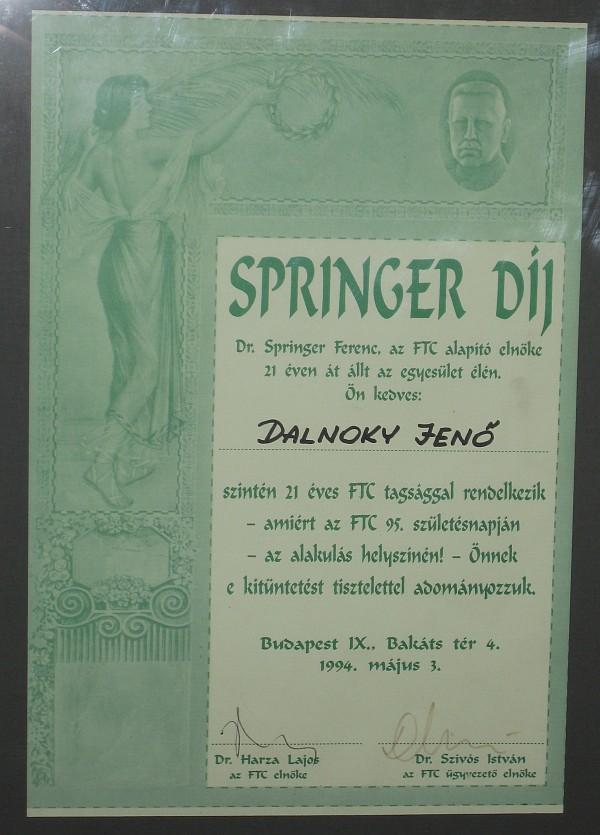 SPRINGER DÍJ
Dr. Springer Ferenc, az FTC alapító elnöke
21 éven át állt az egyesület élén.
Ön kedves:
DALNOKY JENŐ
szintén 21 éves FTC tagsággal rendelkezik
– amiért az FTC 95. születésnapján
– az alakulás helyszínén! – Önnek
e kitüntetést tisztelettel adományozzuk.
Budapest IX., Bakáts tér 4.
1994. május 3.
Dr. Harza Lajos
az FTC elnöke
Dr. Szívós István
az FTC ügyvezető elnöke